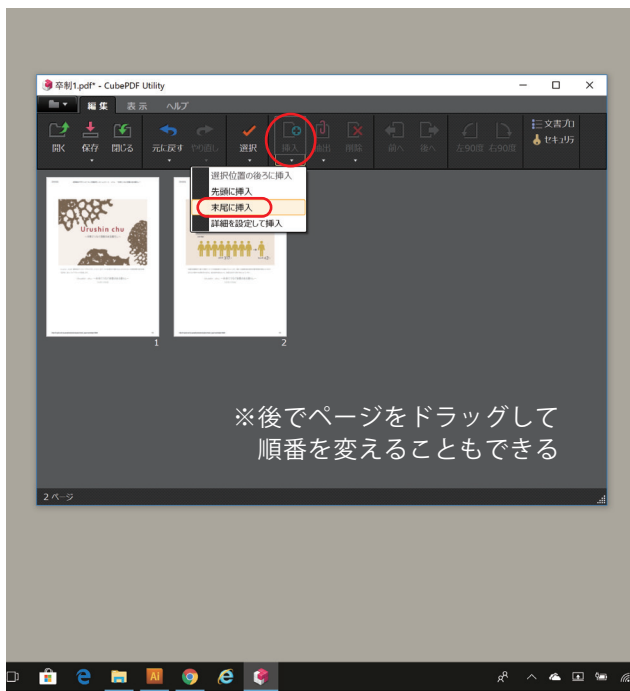 卒制1.pdf* - CubePDF Utility
編集 表示 ヘルプ
開く 保存 閉じる 元に戻す やり直し 選択 挿入 抽出 削除 前へ 後へ 左90度 右90度
文書プロ
セキュリテ
選択位置の後ろに挿入
先頭に挿入
末尾に挿入
詳細を設定して挿入
Urushin chu
1
2
※後でページをドラッグして
順番を変えることもできる
2 ページ
Ai